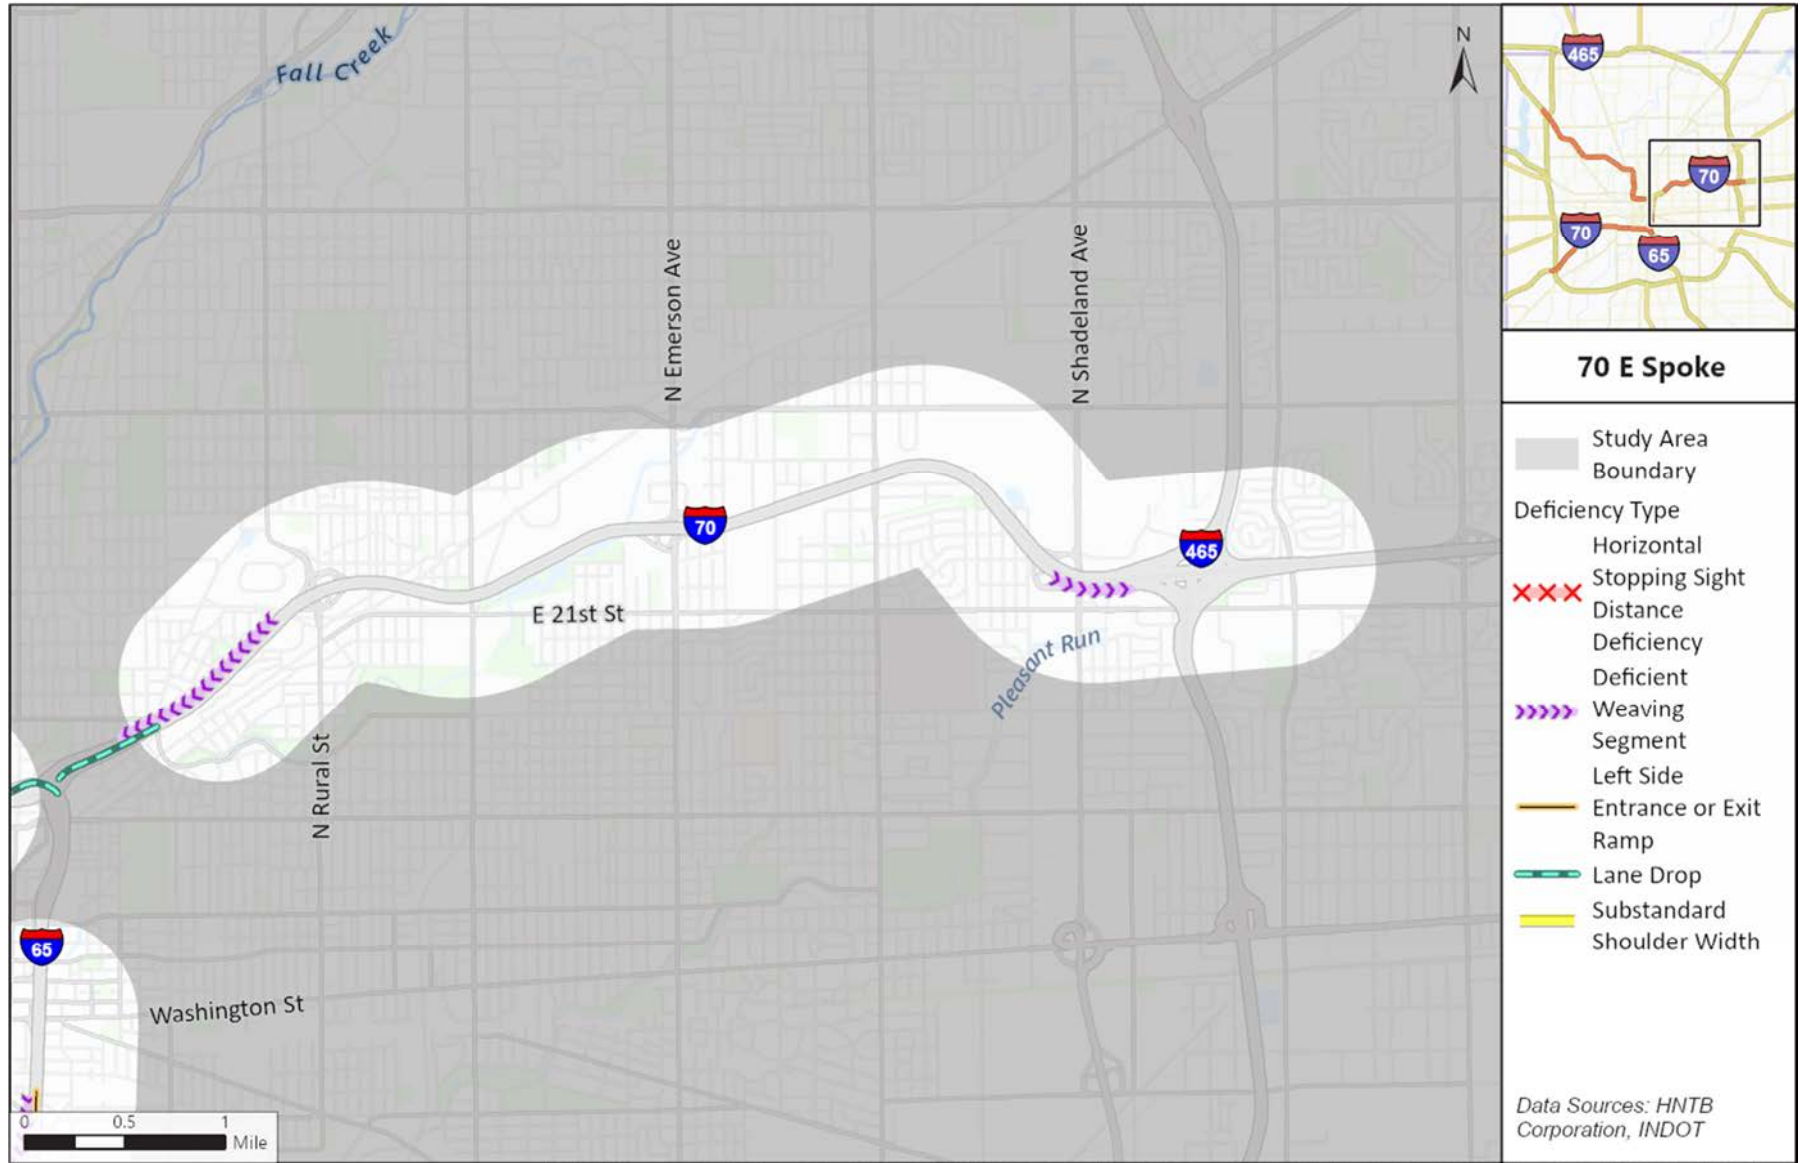 Fall Creek
N
N Emerson Ave
N Shadeland Ave
70
465
E 21st St
Pleasant Run
N Rural St
65
Washington St
0
0.5
1
Mile
465
70
70
65
70 E Spoke
Study Area
Boundary
Deficiency Type
Horizontal
Stopping Sight
Distance
Deficiency
Deficient
Weaving
Segment
Left Side
Entrance or Exit
Ramp
Lane Drop
Substandard
Shoulder Width
Data Sources: HNTB
Corporation, INDOT